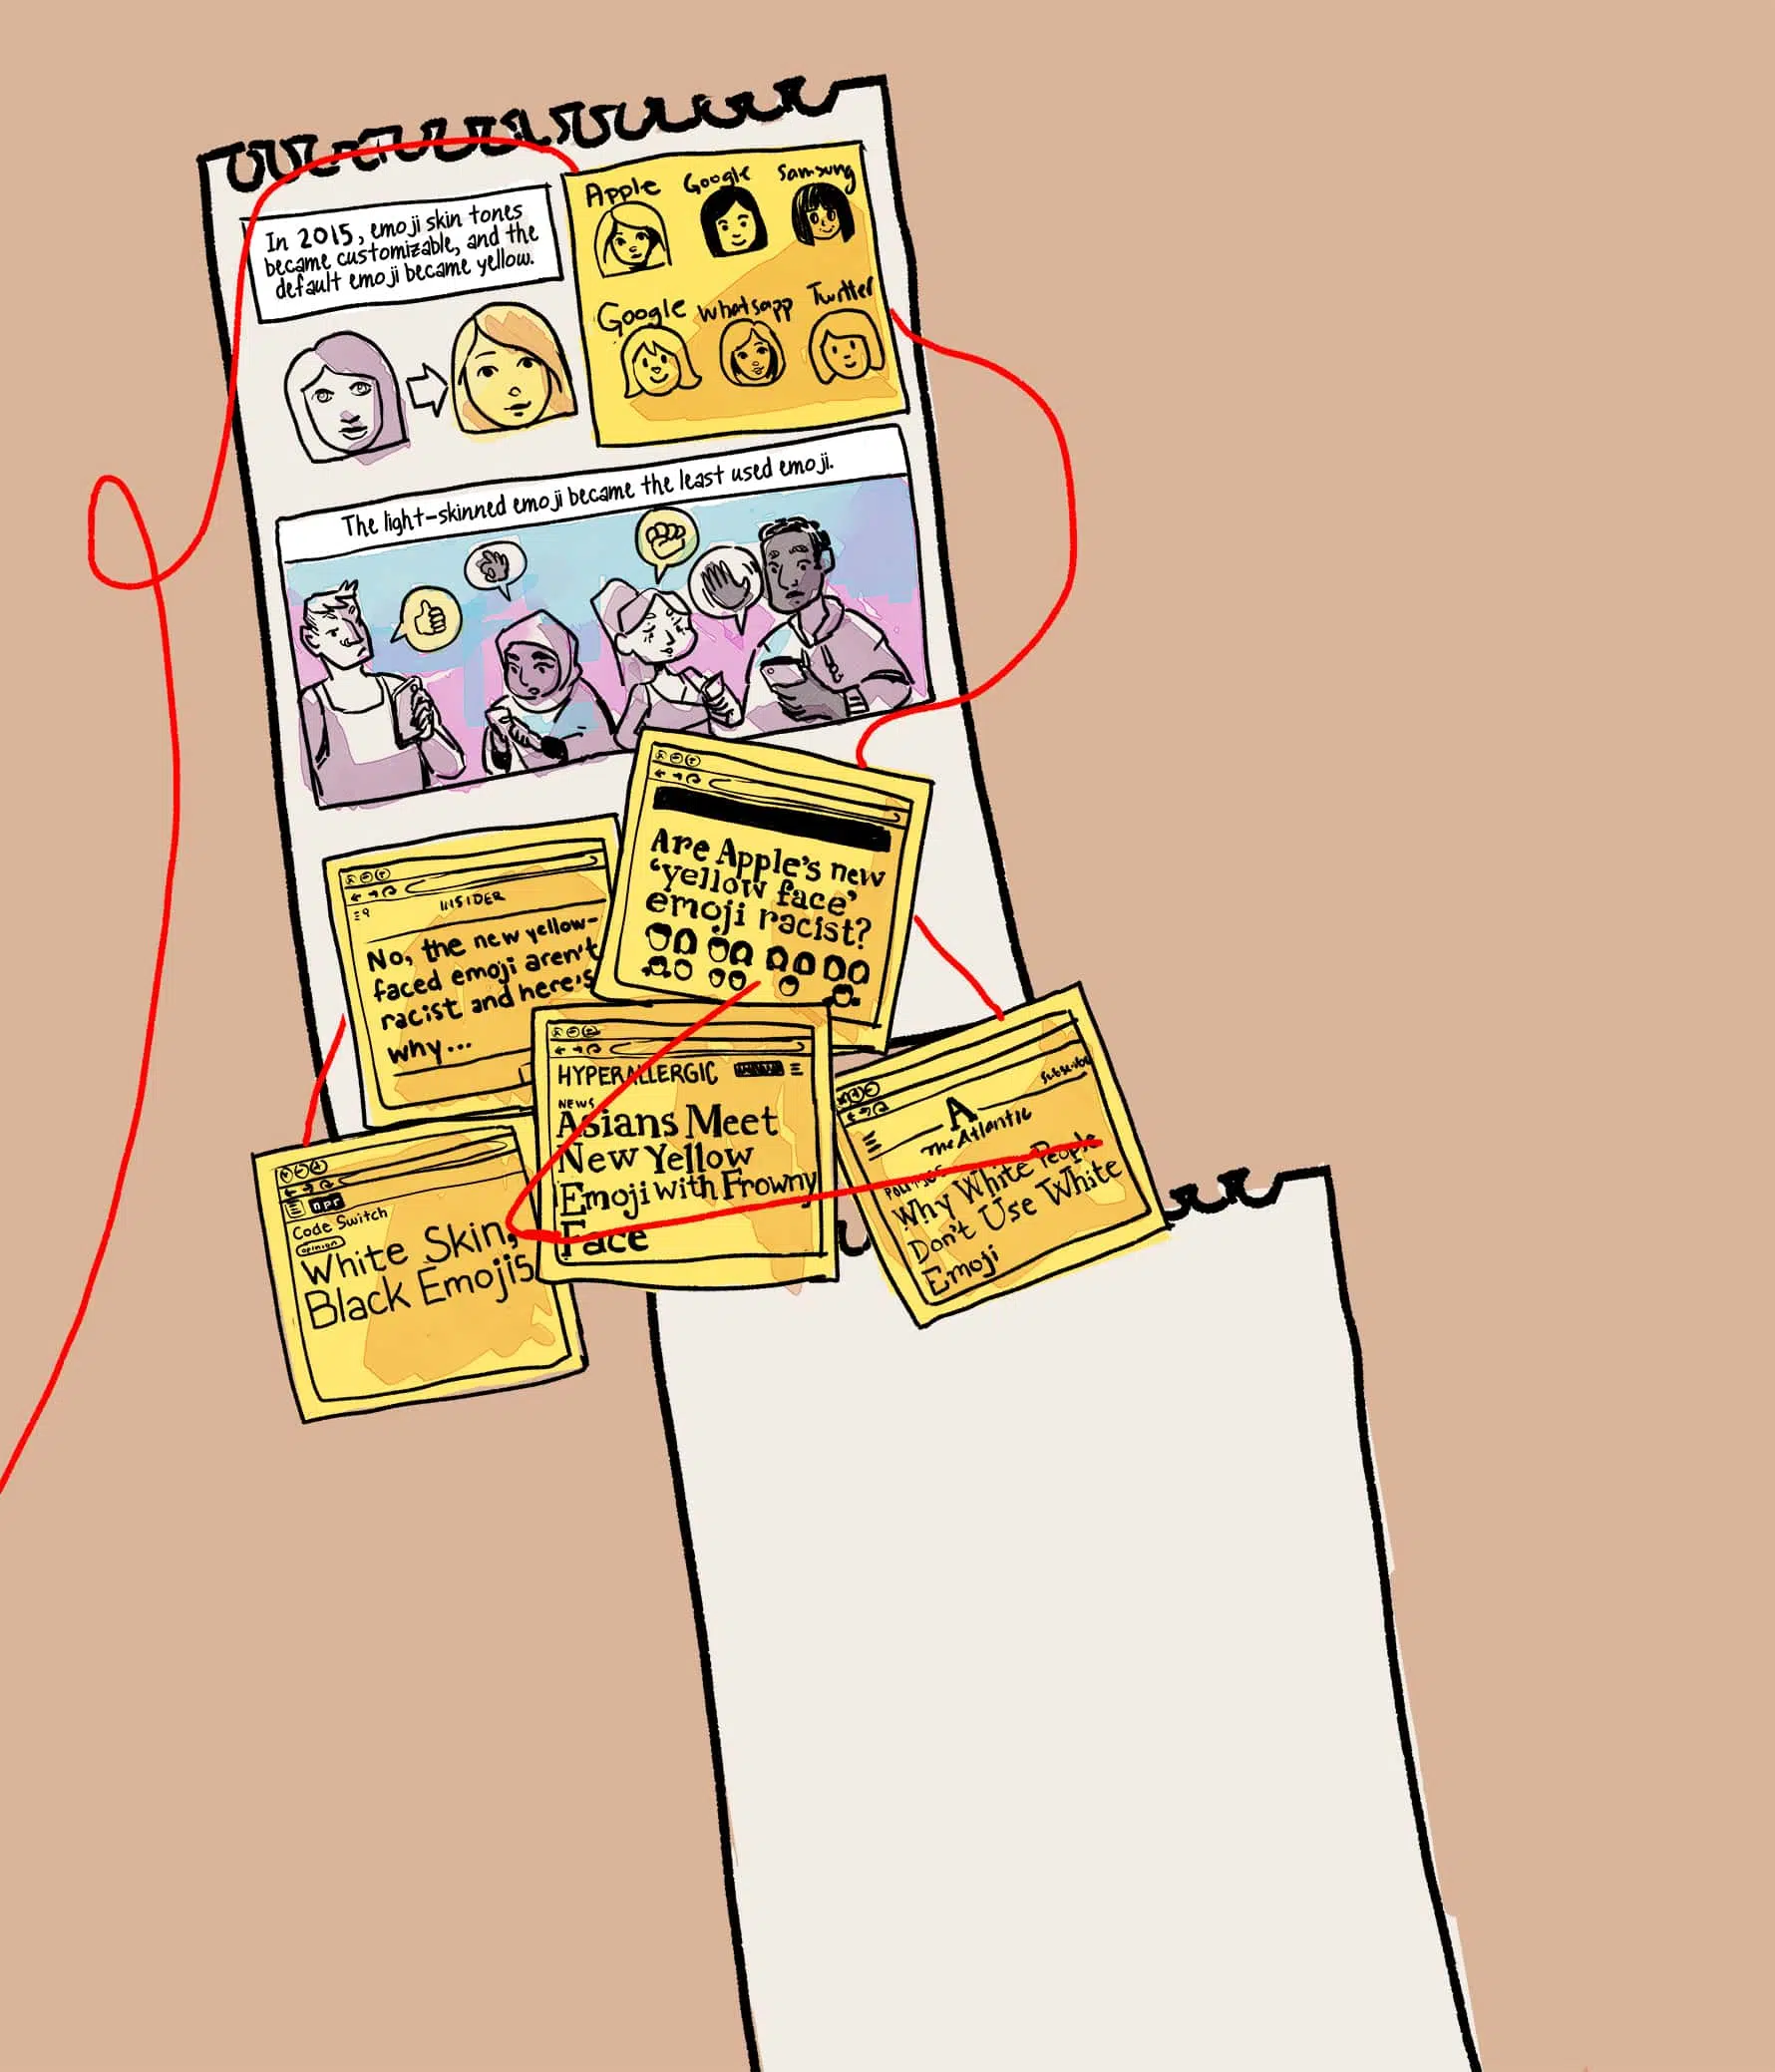 In 2015, emoji skin tones
became customizable, and the
default emoji became yellow.
Apple Google Samsung
Google Whatsapp Twitter
The light-skinned emoji became the least used emoji.
Are Apple's new
'yellow face'
emoji racist?
INSIDER
No, the new yellow-
faced emoji aren't
racist and here's
why...
HYPERALLERGIC
NEWS
Asians Meet
New Yellow
Emoji with Frowny
Face
Subscribe
A
The Atlantic
POLITICS
Why White People
Don't Use White
Emoji
npr
Code Switch
opinion
White Skin,
Black Emojis